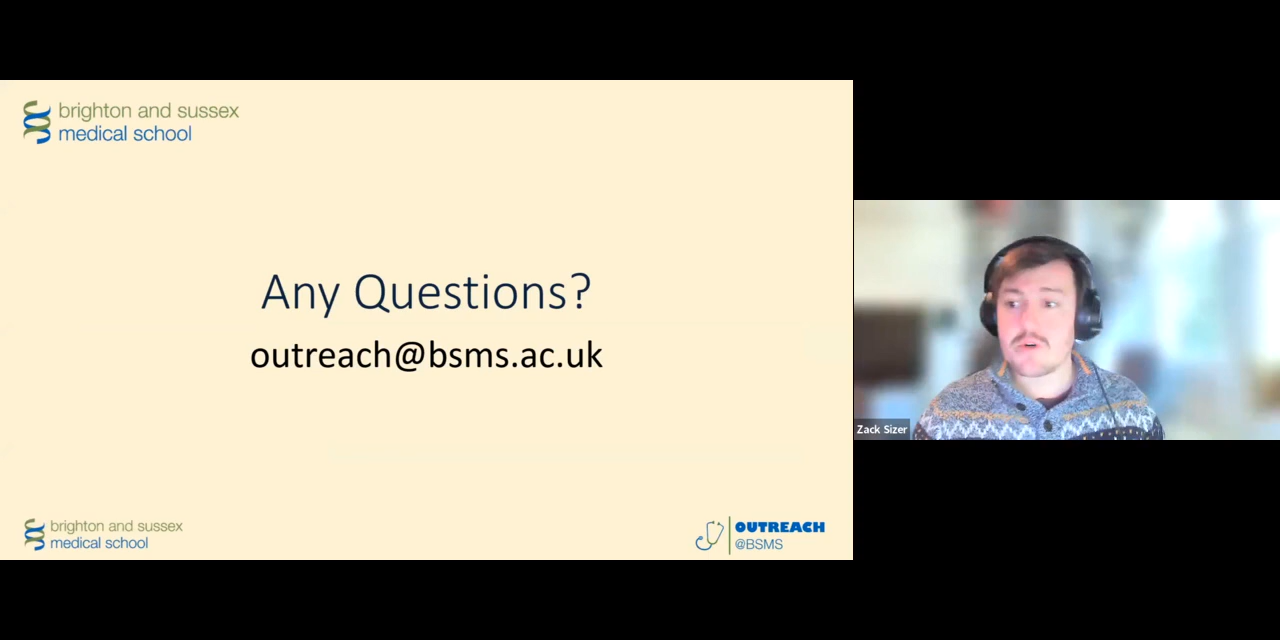 brighton and sussex
medical school
Any Questions?
outreach@bsms.ac.uk
brighton and sussex
medical school
OUTREACH
@BSMS
Zack Sizer